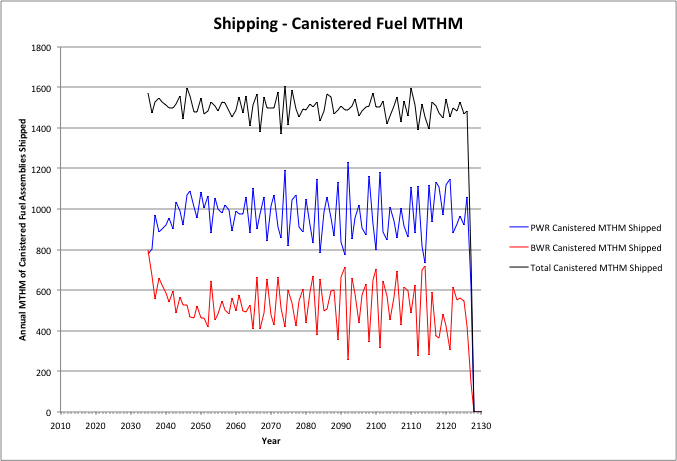 Shipping - Canistered Fuel MTHM
1800
1600
1400
1200
1000
800
600
400
200
0
2010 2020 2030 2040 2050 2060 2070 2080 2090 2100 2110 2120 2130
Year
Annual MTHM of Canistered Fuel Assemblies Shipped
PWR Canistered MTHM Shipped
BWR Canistered MTHM Shipped
Total Canistered MTHM Shipped